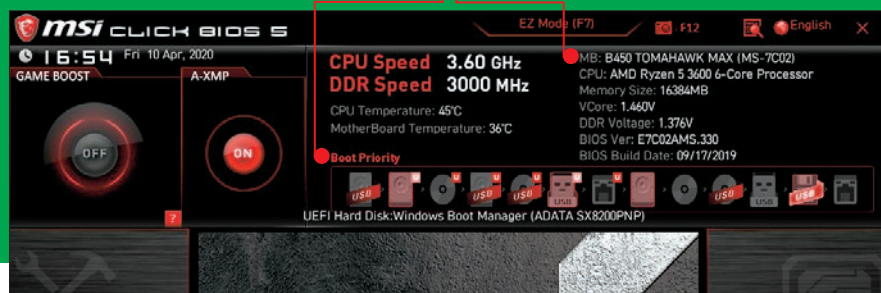 msi CLICK BIOS 5
EZ Mode (F7)
: F12
English
16:54 Fri 10 Apr, 2020
GAME BOOST
OFF
A-XMP
ON
?
CPU Speed 3.60 GHz
DDR Speed 3000 MHz
CPU Temperature: 45°C
MotherBoard Temperature: 36°C
MB: B450 TOMAHAWK MAX (MS-7C02)
CPU: AMD Ryzen 5 3600 6-Core Processor
Memory Size: 16384MB
VCore: 1.460V
DDR Voltage: 1.376V
BIOS Ver: E7C02AMS.330
BIOS Build Date: 09/17/2019
Boot Priority
USB U U USB U USB U USB U U USB USB USB
UEFI Hard Disk:Windows Boot Manager (ADATA SX8200PNP)